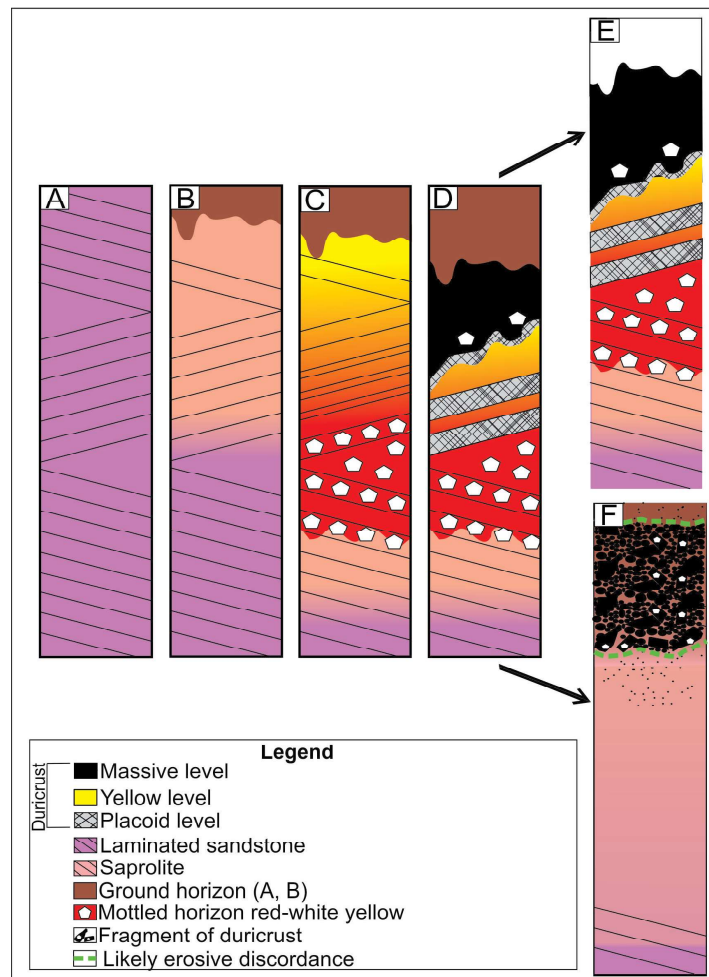 A
B
C
D
E
F
Legend
Duricrust
Massive level
Yellow level
Placoid level
Laminated sandstone
Saprolite
Ground horizon (A, B)
Mottled horizon red-white yellow
Fragment of duricrust
Likely erosive discordance